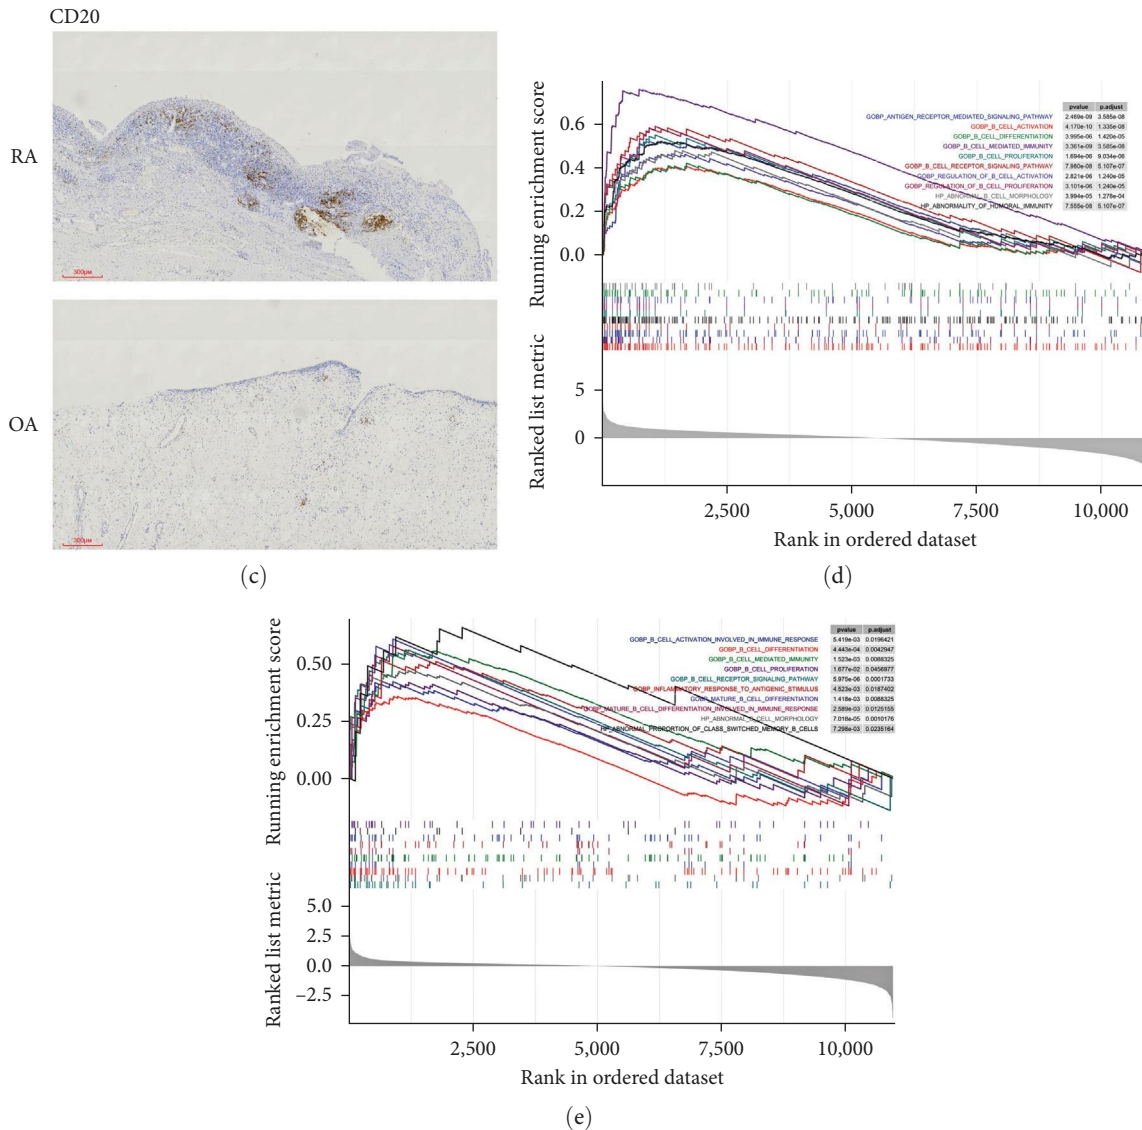 CD20
RA
300μM
OA
300μM
(c)
Running enrichment score
0.6
0.4
0.2
0.0
pvalue p.adjust
GOBP_ANTIGEN_RECEPTOR_MEDIATED_SIGNALING_PATHWAY 2.469e-09 3.585e-08
GOBP_B_CELL_ACTIVATION 4.170e-10 1.335e-08
GOBP_B_CELL_DIFFERENTIATION 3.995e-06 1.420e-05
GOBP_B_CELL_MEDIATED_IMMUNITY 3.361e-09 3.585e-08
GOBP_B_CELL_PROLIFERATION 1.694e-06 9.034e-06
GOBP_B_CELL_RECEPTOR_SIGNALING_PATHWAY 7.980e-08 5.107e-07
GOBP_REGULATION_OF_B_CELL_ACTIVATION 2.821e-06 1.240e-05
GOBP_REGULATION_OF_B_CELL_PROLIFERATION 3.101e-06 1.240e-05
HP_ABNORMAL_B_CELL_MORPHOLOGY 3.994e-05 1.278e-04
HP_ABNORMALITY_OF_HUMORAL_IMMUNITY 7.555e-08 5.107e-07
Ranked list metric
5
0
2,500 5,000 7,500 10,000
Rank in ordered dataset
(d)
Running enrichment score
0.50
0.25
0.00
pvalue p.adjust
GOBP_B_CELL_ACTIVATION_INVOLVED_IN_IMMUNE_RESPONSE 5.419e-03 0.0196421
GOBP_B_CELL_DIFFERENTIATION 4.443e-04 0.0042947
GOBP_B_CELL_MEDIATED_IMMUNITY 1.523e-03 0.0088325
GOBP_B_CELL_PROLIFERATION 1.677e-02 0.0456977
GOBP_B_CELL_RECEPTOR_SIGNALING_PATHWAY 5.975e-06 0.0001733
GOBP_INFLAMMATORY_RESPONSE_TO_ANTIGENIC_STIMULUS 4.523e-03 0.0187402
GOBP_MATURE_B_CELL_DIFFERENTIATION 1.418e-03 0.0088325
GOBP_MATURE_B_CELL_DIFFERENTIATION_INVOLVED_IN_IMMUNE_RESPONSE 2.589e-03 0.0125155
HP_ABNORMAL_B_CELL_MORPHOLOGY 7.018e-05 0.0010176
HP_ABNORMAL_PROPORTION_OF_CLASS_SWITCHED_MEMORY_B_CELLS 7.298e-03 0.0235164
Ranked list metric
5.0
2.5
0.0
−2.5
2,500 5,000 7,500 10,000
Rank in ordered dataset
(e)